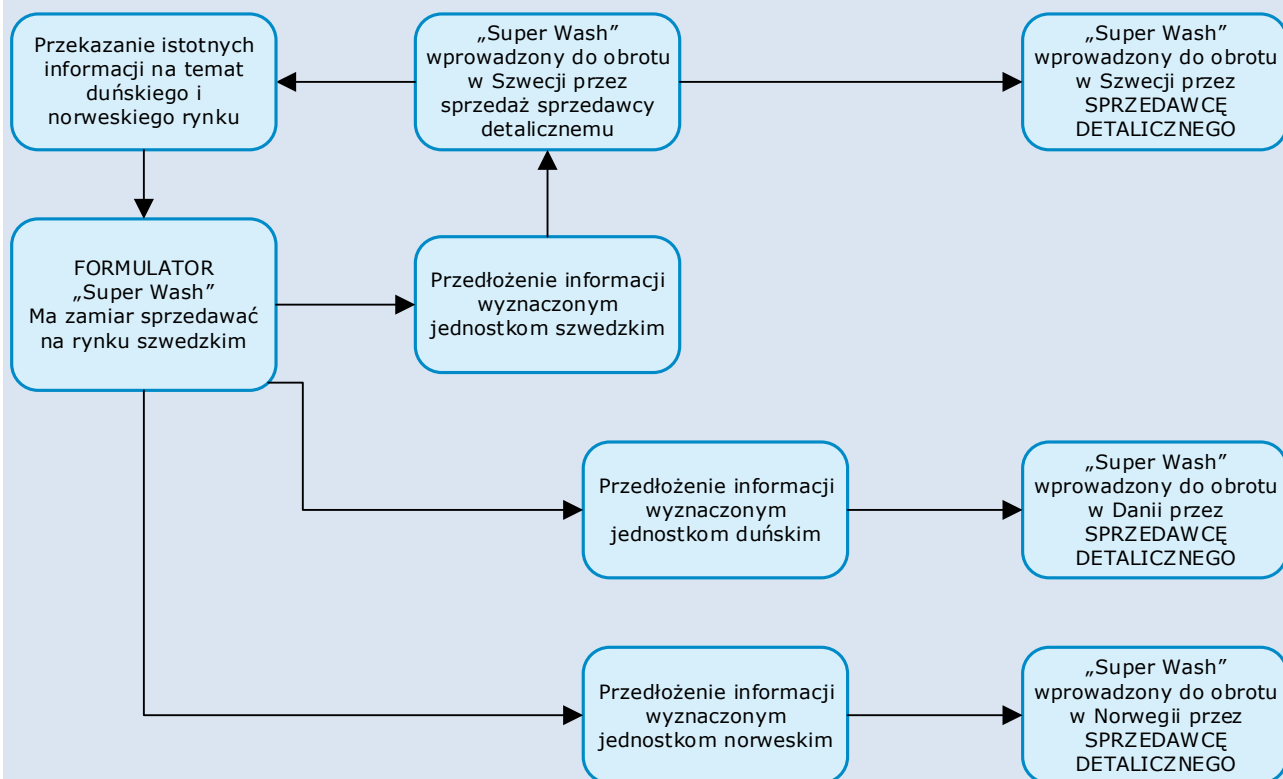 Przekazanie istotnych
informacji na temat
duńskiego i
norweskiego rynku
„Super Wash”
wprowadzony do obrotu
w Szwecji przez
sprzedaż sprzedawcy
detalicznemu
„Super Wash”
wprowadzony do obrotu
w Szwecji przez
SPRZEDAWCĘ
DETALICZNEGO
FORMULATOR
„Super Wash”
Ma zamiar sprzedawać
na rynku szwedzkim
Przedłożenie informacji
wyznaczonym
jednostkom szwedzkim
Przedłożenie informacji
wyznaczonym
jednostkom duńskim
„Super Wash”
wprowadzony do obrotu
w Danii przez
SPRZEDAWCĘ
DETALICZNEGO
Przedłożenie informacji
wyznaczonym
jednostkom norweskim
„Super Wash”
wprowadzony do obrotu
w Norwegii przez
SPRZEDAWCĘ
DETALICZNEGO